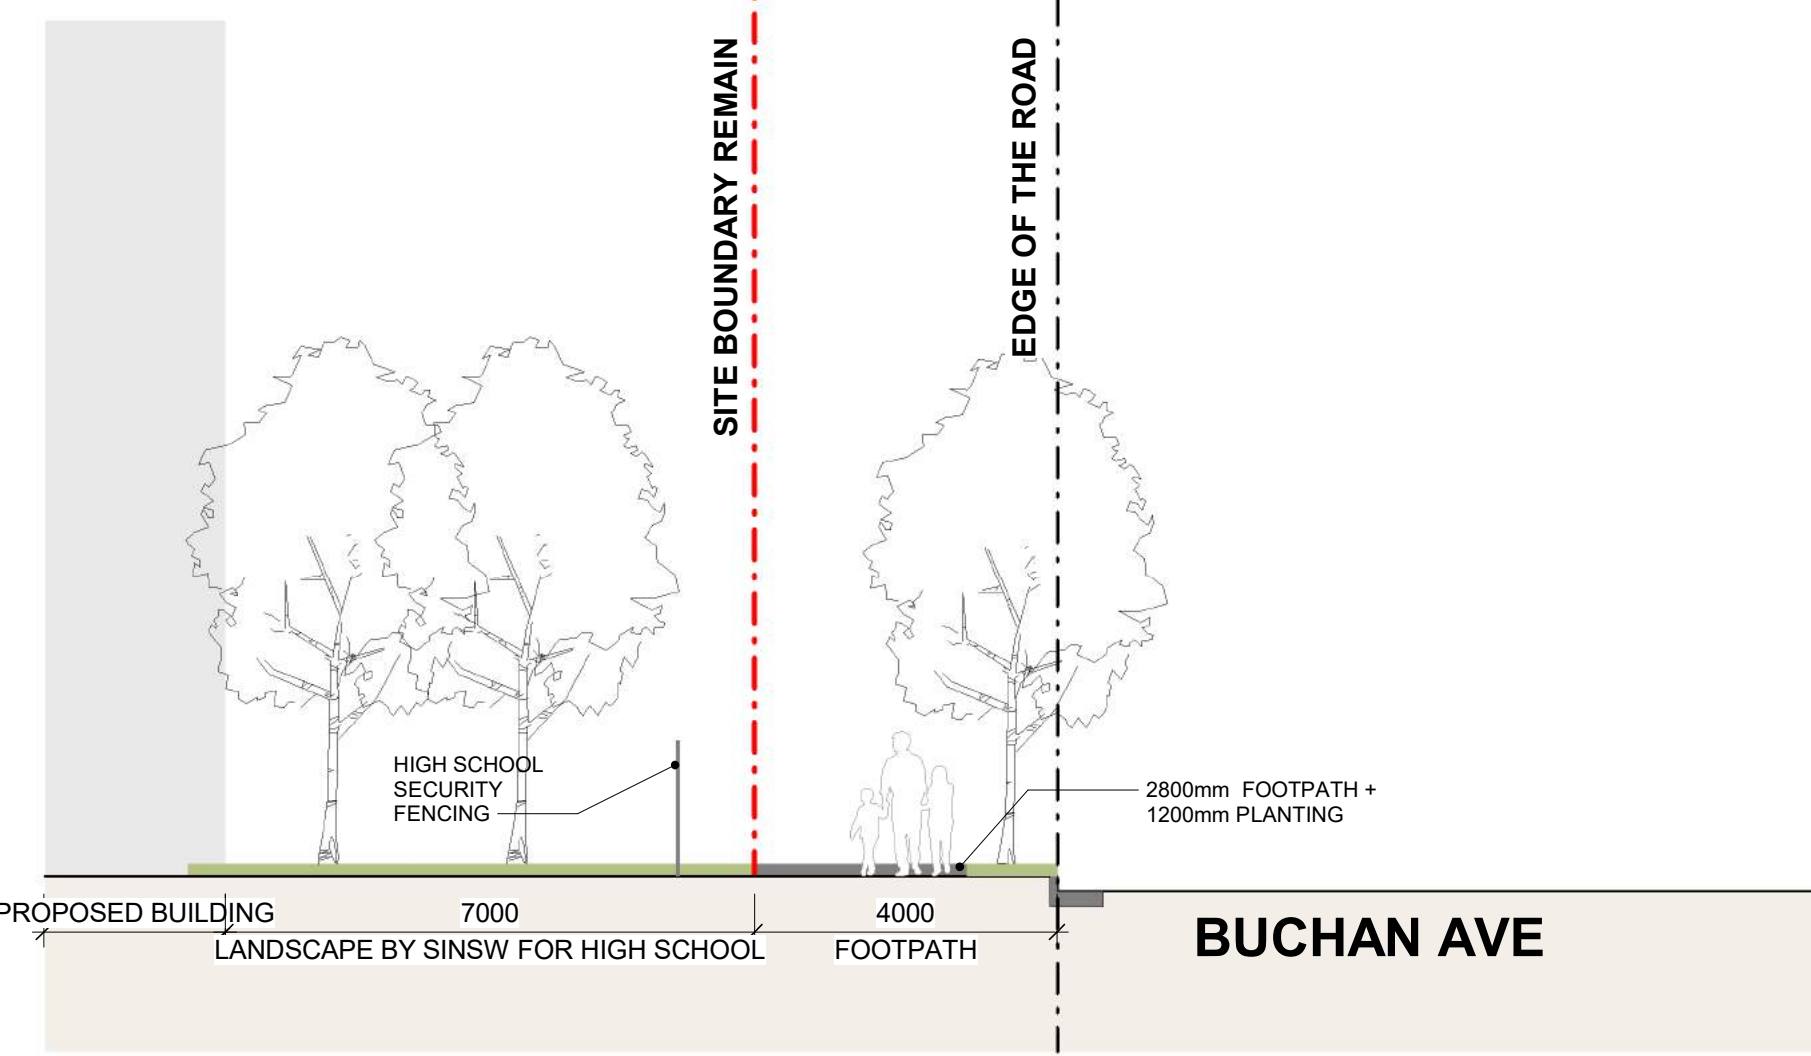 SITE BOUNDARY REMAIN
EDGE OF THE ROAD
HIGH SCHOOL
SECURITY
FENCING
2800mm FOOTPATH +
1200mm PLANTING
PROPOSED BUILDING
7000
4000
LANDSCAPE BY SINSW FOR HIGH SCHOOL
FOOTPATH
BUCHAN AVE